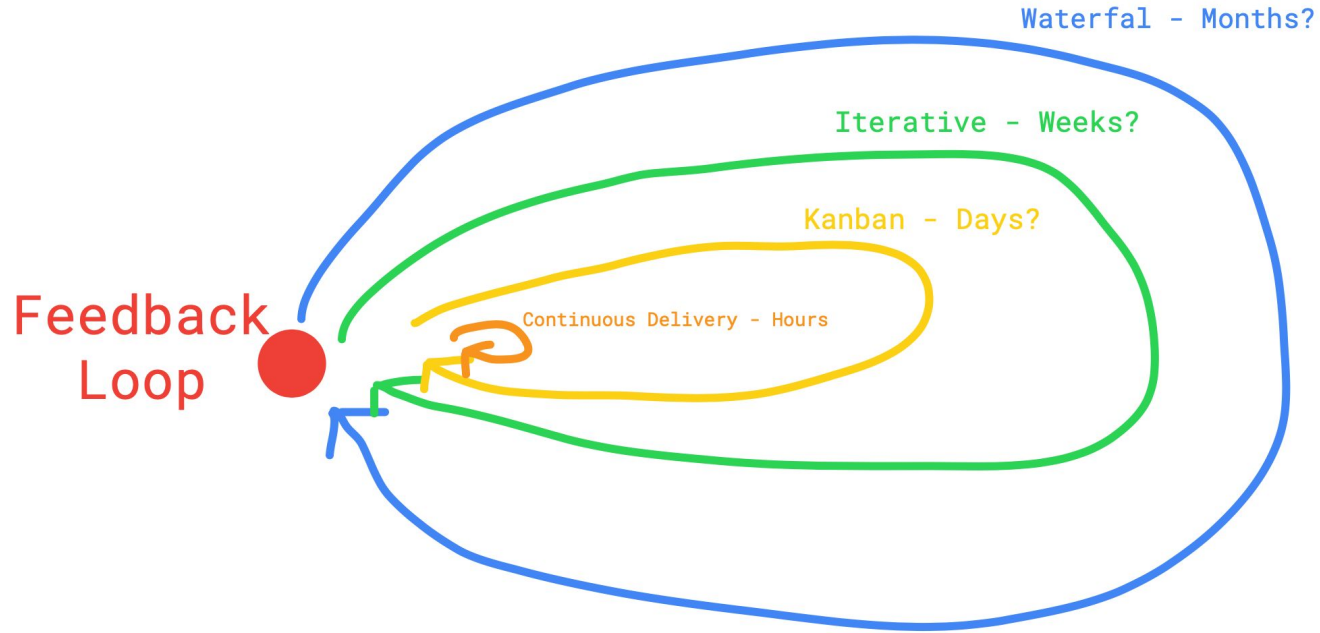 Waterfal - Months?
Iterative - Weeks?
Kanban - Days?
Feedback
Loop
Continuous Delivery - Hours